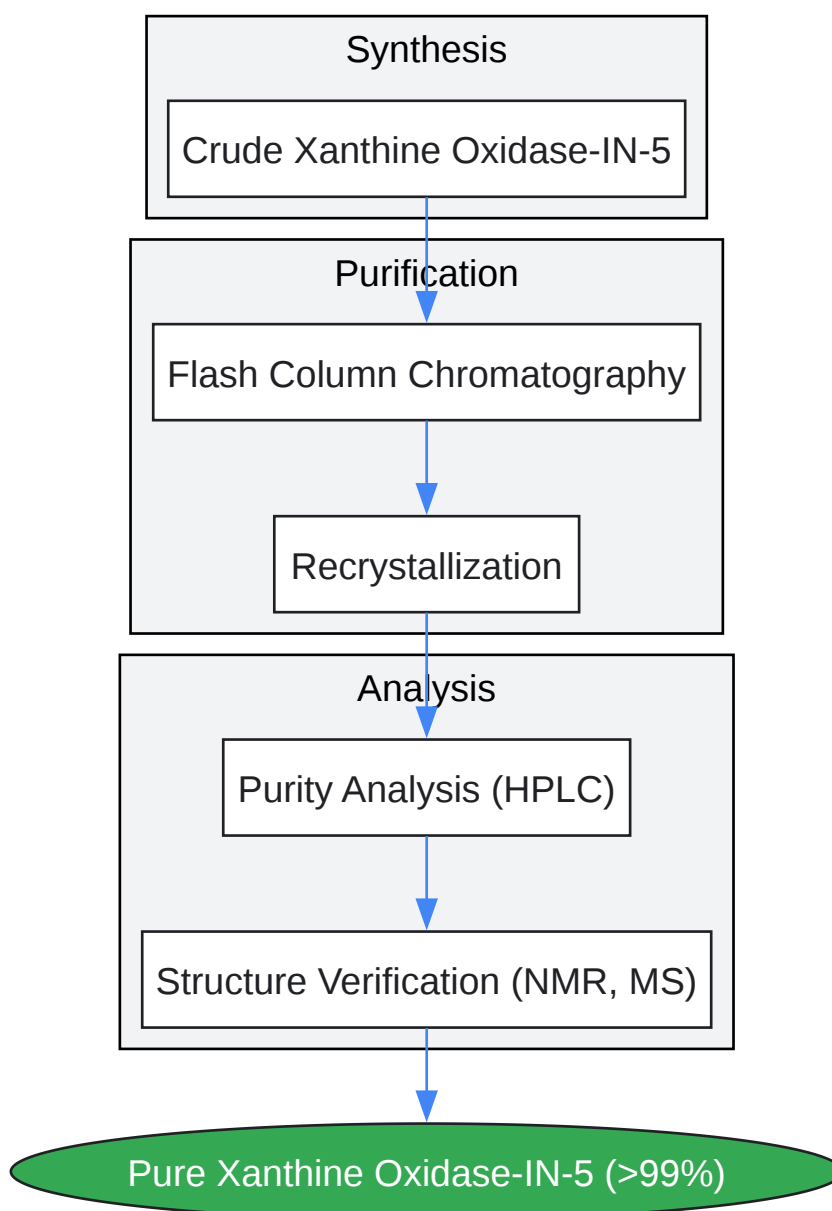 Synthesis
Crude Xanthine Oxidase-IN-5
Purification
Flash Column Chromatography
Recrystallization
Analysis
Purity Analysis (HPLC)
Structure Verification (NMR, MS)
Pure Xanthine Oxidase-IN-5 (>99%)